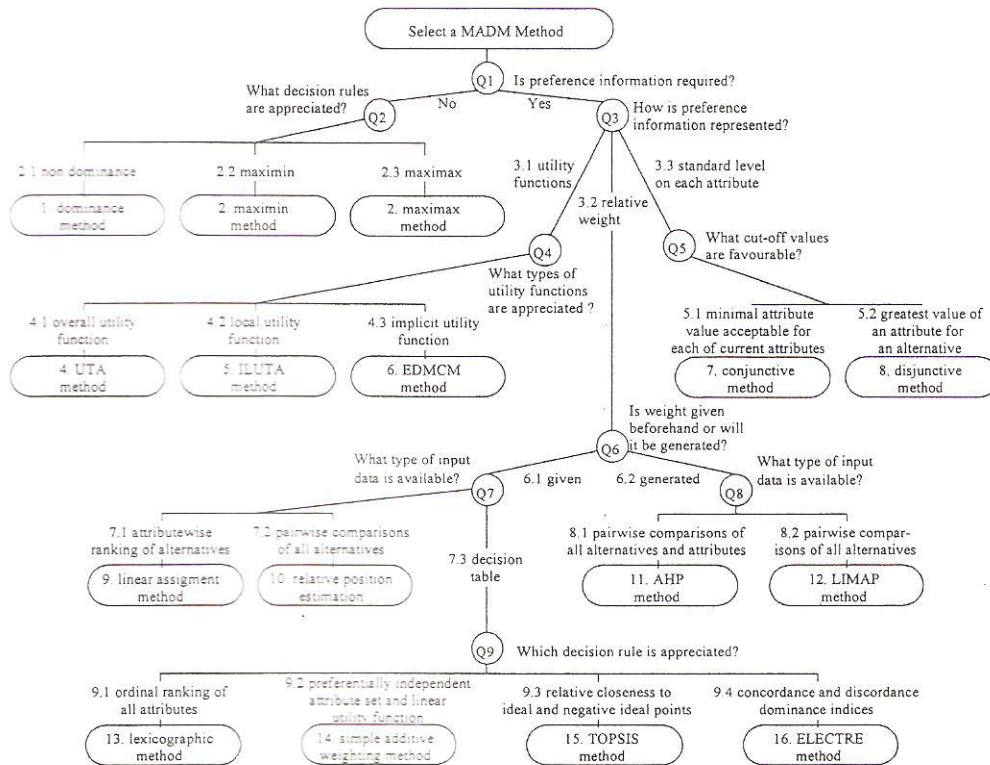 Select a MADM Method
Q1
Is preference information required?
What decision rules
are appreciated?
No
Yes
Q2
Q3
How is preference
information represented?
2.1 non dominance
2.2 maximin
2.3 maximax
1. dominance
method
2. maximin
method
2. maximax
method
3.1 utility
functions
3.2 relative
weight
3.3 standard level
on each attribute
Q4
What types of
utility functions
are appreciated ?
Q5
What cut-off values
are favourable?
4.1 overall utility
function
4.2 local utility
function
4.3 implicit utility
function
4. UTA
method
5. ILUTA
method
6. EDMCM
method
5.1 minimal attribute
value acceptable for
each of current attributes
5.2 greatest value of
an attribute for
an alternative
7. conjunctive
method
8. disjunctive
method
Is weight given
beforehand or will
it be generated?
Q6
6.1 given
6.2 generated
What type of input
data is available?
Q7
What type of input
data is available?
Q8
7.1 attributewise
ranking of alternatives
7.2 pairwise comparisons
of all alternatives
7.3 decision
table
9. linear assigment
method
10. relative position
estimation
8.1 pairwise comparisons of
all alternatives and attributes
8.2 pairwise compar-
isons of all alternatives
11. AHP
method
12. LIMAP
method
Q9
Which decision rule is appreciated?
9.1 ordinal ranking of
all attributes
9.2 preferentially independent
attribute set and linear
utility function
9.3 relative closeness to
ideal and negative ideal points
9.4 concordance and discordance
dominance indices
13. lexicographic
method
14. simple additive
weighting method
15. TOPSIS
method
16. ELECTRE
method